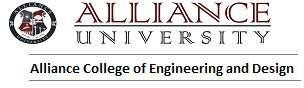 ALLIANCE
UNIVERSITY
Alliance College of Engineering and Design